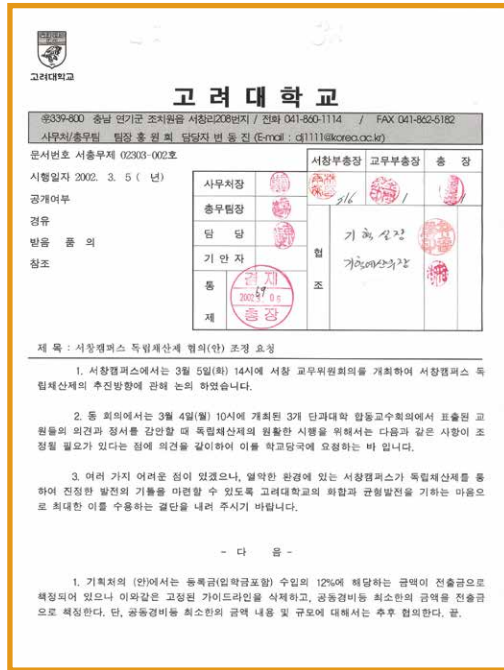 고려대학교
고 려 대 학 교
㉾339-800 충남 연기군 조치원읍 서창리208번지 / 전화 041-860-1114 / FAX 041-862-5182
사무처/총무팀 팀장 홍 원 희 담당자 변 동 진 (E-mail : cj1111@korea.ac.kr)
문서번호 서총무제 02303-002호
시행일자 2002. 3. 5 ( 년)
공개여부
경유
받음 품 의
참조
서창부총장 교무부총장 총 장
사무처장
총무팀장
담 당
기 안 자
통 제
협 조
기획실장
기획예산부장
결 재
2002
총 장
제 목 : 서창캠퍼스 독립채산제 협의(안) 조정 요청
1. 서창캠퍼스에서는 3월 5일(화) 14시에 서창 교무위원회의를 개최하여 서창캠퍼스 독
립채산제의 추진방향에 관해 논의 하였습니다.
2. 동 회의에서는 3월 4일(월) 10시에 개최된 3개 단과대학 합동교수회의에서 표출된 교
원들의 의견과 정서를 감안할 때 독립채산제의 원활한 시행을 위해서는 다음과 같은 사항이 조
정될 필요가 있다는 점에 의견을 같이하여 이를 학교당국에 요청하는 바 입니다.
3. 여러 가지 어려운 점이 있겠으나, 열악한 환경에 있는 서창캠퍼스가 독립채산제를 통
하여 진정한 발전의 기틀을 마련할 수 있도록 고려대학교의 화합과 균형발전을 기하는 마음으
로 최대한 이를 수용하는 결단을 내려 주시기 바랍니다.
- 다 음 -
1. 기획처의 (안)에서는 등록금(입학금포함) 수입의 12%에 해당하는 금액이 전출금으로
책정되어 있으나 이와같은 고정된 가이드라인을 삭제하고, 공동경비등 최소한의 금액을 전출금
으로 책정한다. 단, 공동경비등 최소한의 금액 내용 및 규모에 대해서는 추후 협의한다. 끝.